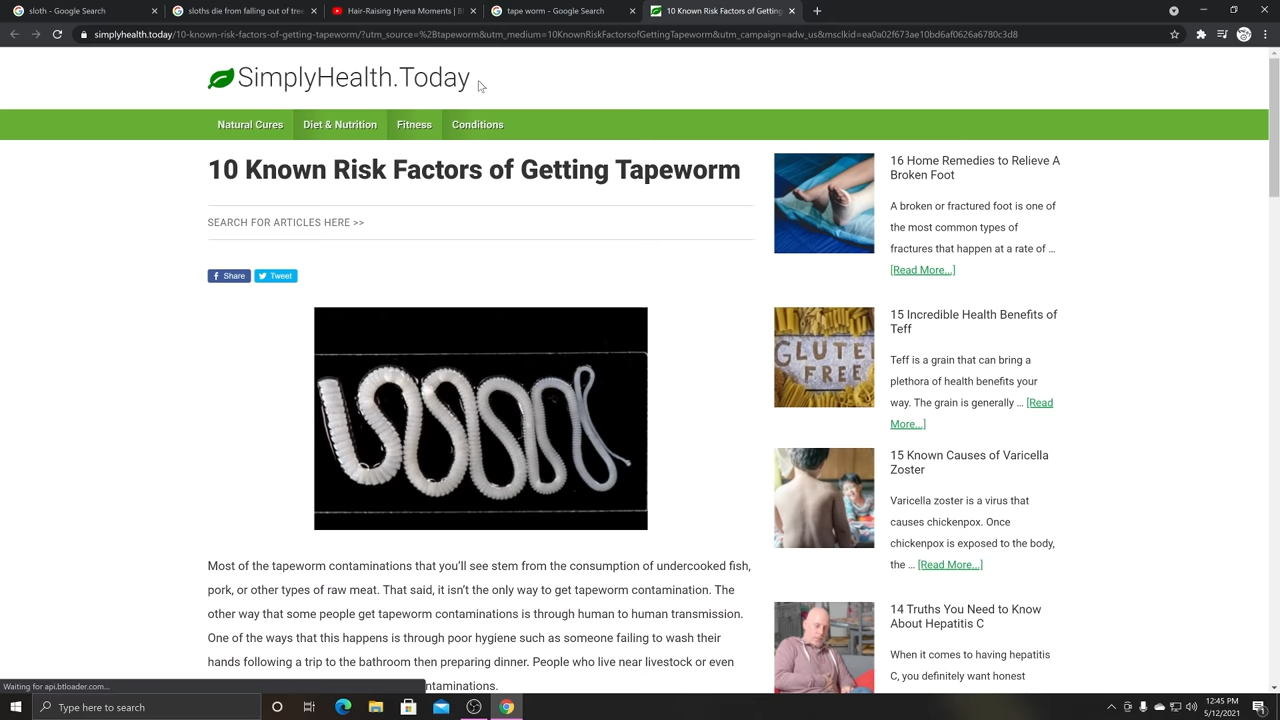 sloths - Google Search
sloths die from falling out of tree
Hair-Raising Hyena Moments | B
tape worm - Google Search
10 Known Risk Factors of Getting
simplyhealth.today/10-known-risk-factors-of-getting-tapeworm/?utm_source=%2Btapeworm&utm_medium=10KnownRiskFactorsofGettingTapeworm&utm_campaign=adw_us&msclkid=ea0a02f673ae10bd6af0626a6780c3d8
SimplyHealth.Today
Natural Cures
Diet & Nutrition
Fitness
Conditions
10 Known Risk Factors of Getting Tapeworm
SEARCH FOR ARTICLES HERE >>
Share
Tweet
Most of the tapeworm contaminations that you'll see stem from the consumption of undercooked fish,
pork, or other types of raw meat. That said, it isn't the only way to get tapeworm contamination. The
other way that some people get tapeworm contaminations is through human to human transmission.
One of the ways that this happens is through poor hygiene such as someone failing to wash their
hands following a trip to the bathroom then preparing dinner. People who live near livestock or even
ntaminations.
16 Home Remedies to Relieve A
Broken Foot
A broken or fractured foot is one of
the most common types of
fractures that happen at a rate of ...
[Read More...]
GLUTE
FREE
15 Incredible Health Benefits of
Teff
Teff is a grain that can bring a
plethora of health benefits your
way. The grain is generally ... [Read
More...]
15 Known Causes of Varicella
Zoster
Varicella zoster is a virus that
causes chickenpox. Once
chickenpox is exposed to the body,
the ... [Read More...]
14 Truths You Need to Know
About Hepatitis C
When it comes to having hepatitis
C, you definitely want honest
Waiting for api.btloader.com...
Type here to search
12:45 PM
5/12/2021